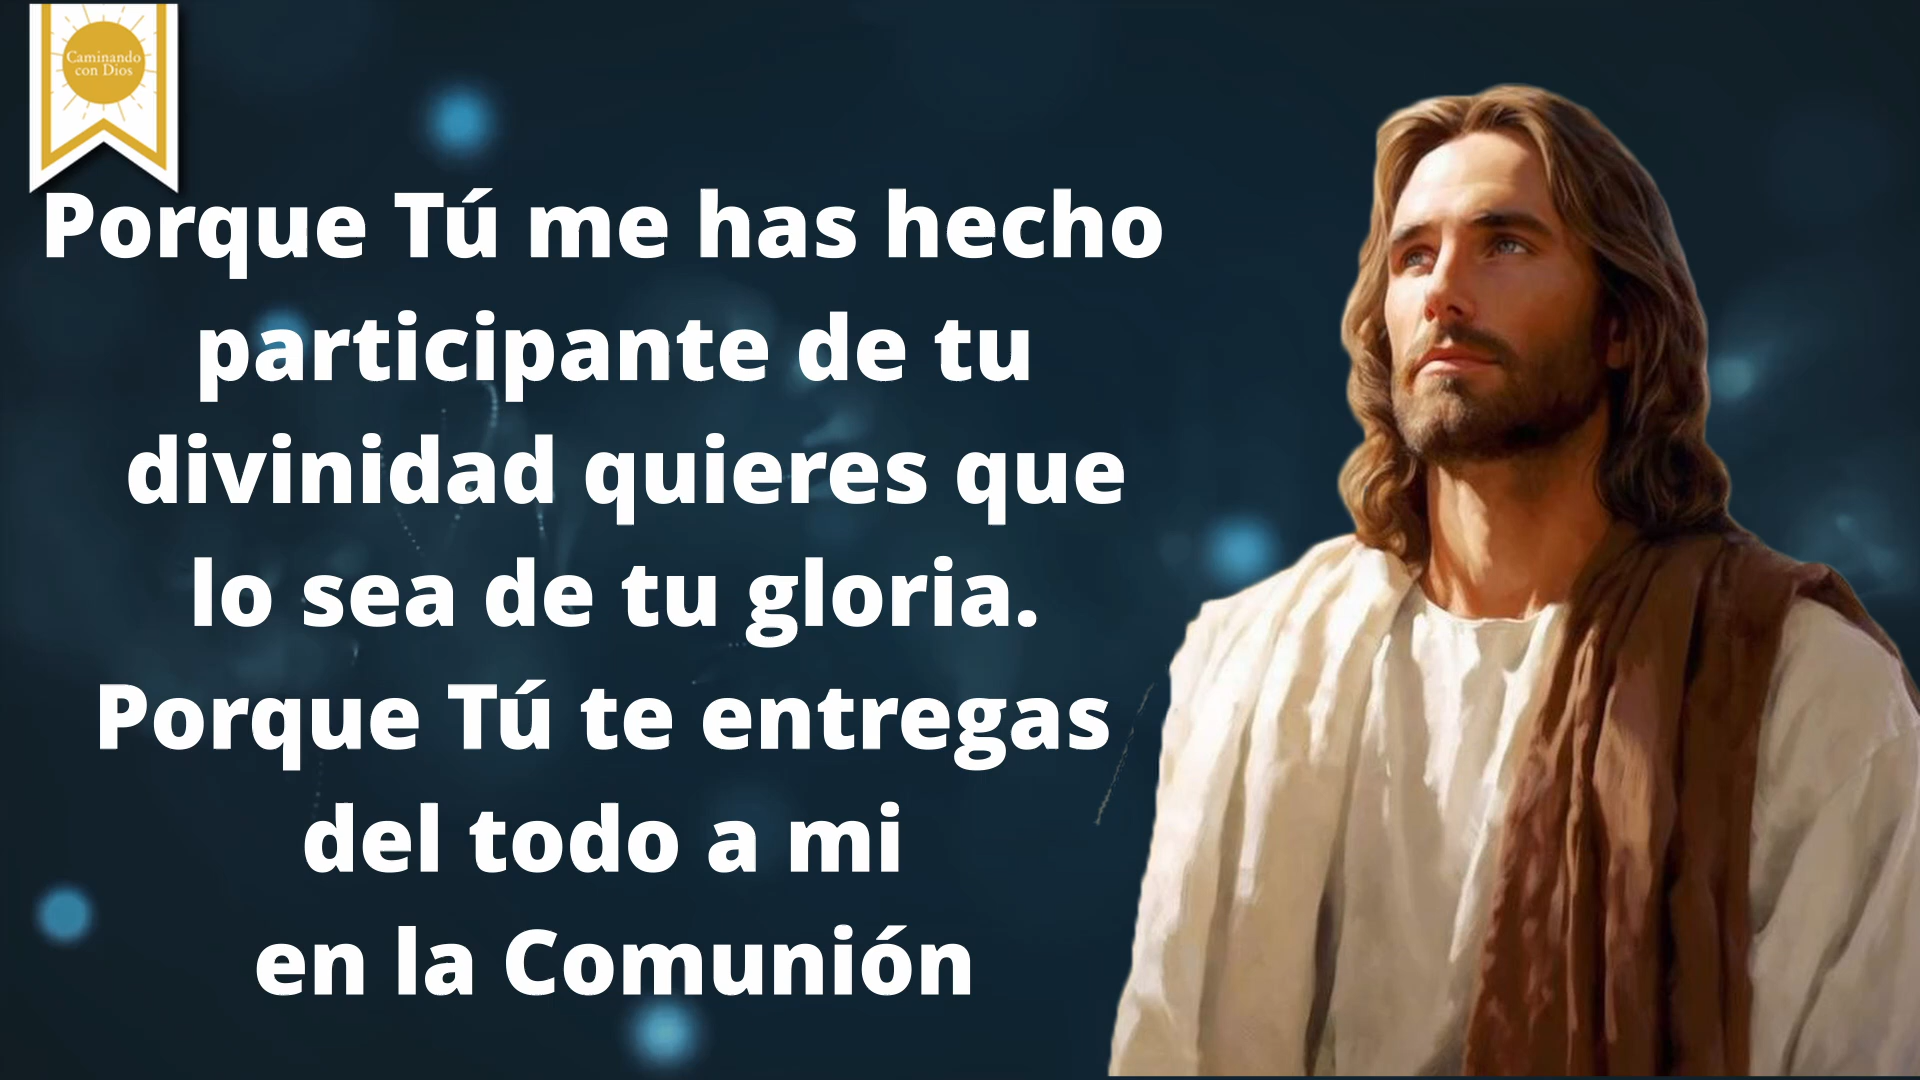 Caminando
con Dios
Porque Tú me has hecho
participante de tu
divinidad quieres que
lo sea de tu gloria.
Porque Tú te entregas
del todo a mi
en la Comunión